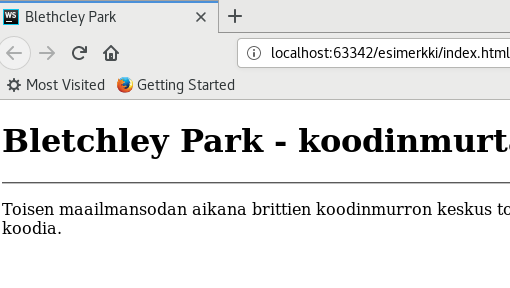 WS Blethcley Park
localhost:63342/esimerkki/index.html
Most Visited Getting Started
Bletchley Park - koodinmurta
Toisen maailmansodan aikana brittien koodinmurron keskus to
koodia.